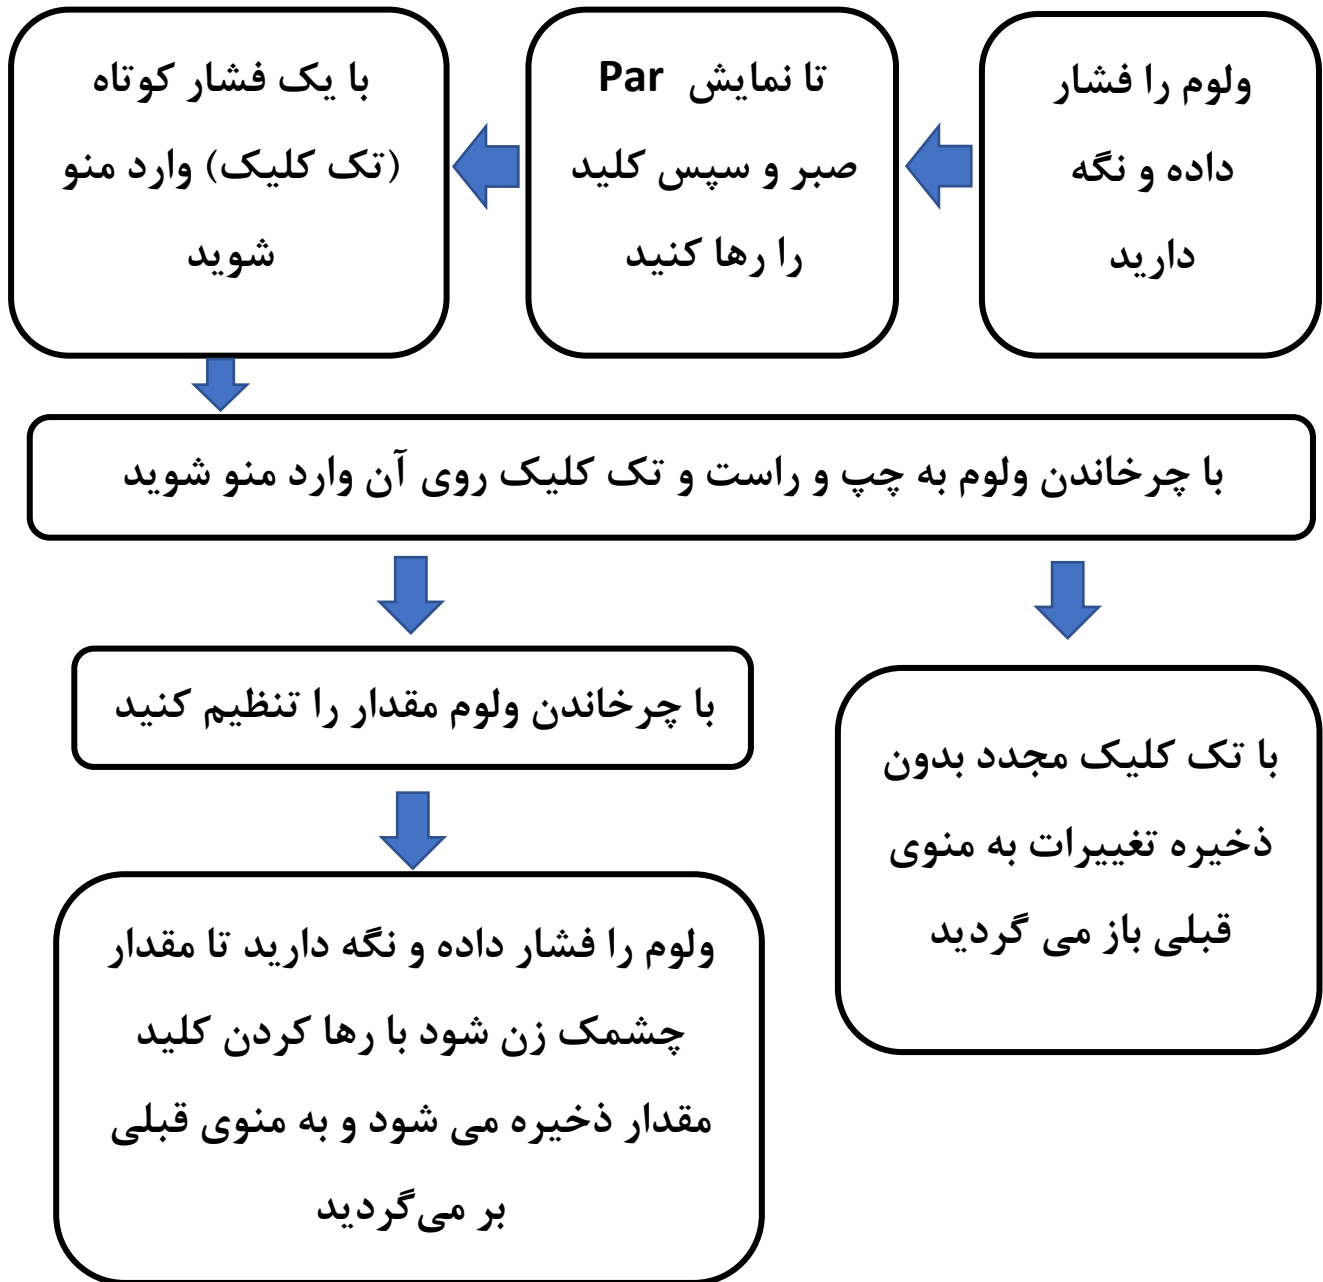 ولوم را فشار
داده و نگه
دارید
تا نمایش Par
صبر و سپس کلید
را رها کنید
با یک فشار کوتاه
(تک کلیک) وارد منو
شوید
با چرخاندن ولوم به چپ و راست و تک کلیک روی آن وارد منو شوید
با تک کلیک مجدد بدون
ذخیره تغییرات به منوی
قبلی باز می گردید
با چرخاندن ولوم مقدار را تنظیم کنید
ولوم را فشار داده و نگه دارید تا مقدار
چشمک زن شود با رها کردن کلید
مقدار ذخیره می شود و به منوی قبلی
بر می‌گردید